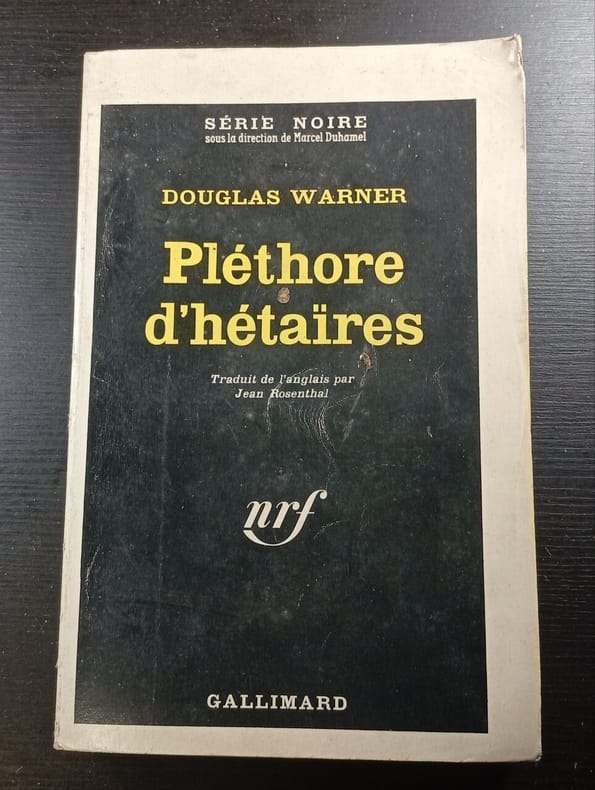 SÉRIE NOIRE
sous la direction de Marcel Duhamel
DOUGLAS WARNER
Pléthore
d'hétaïres
Traduit de l'anglais par
Jean Rosenthal
nrf
GALLIMARD